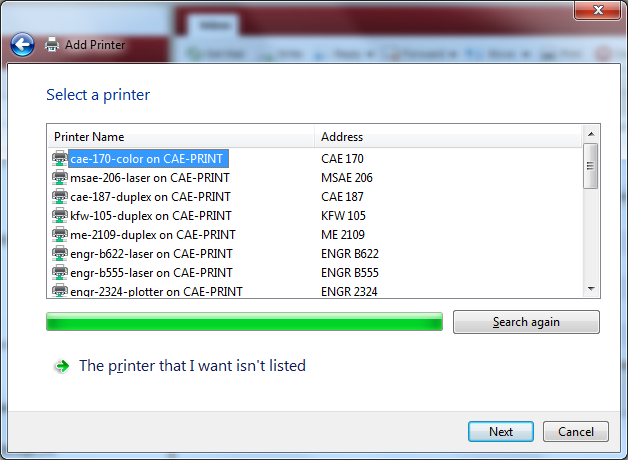 Add Printer
Select a printer
Printer Name Address
cae-170-color on CAE-PRINT CAE 170
msae-206-laser on CAE-PRINT MSAE 206
cae-187-duplex on CAE-PRINT CAE 187
kfw-105-duplex on CAE-PRINT KFW 105
me-2109-duplex on CAE-PRINT ME 2109
engr-b622-laser on CAE-PRINT ENGR B622
engr-b555-laser on CAE-PRINT ENGR B555
engr-2324-plotter on CAE-PRINT ENGR 2324
Search again
The printer that I want isn't listed
Next Cancel